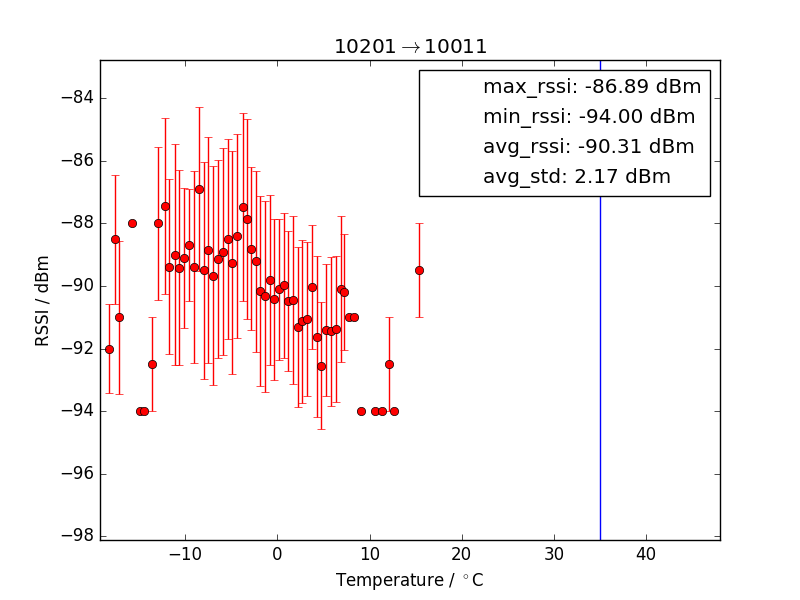 10201→10011
max_rssi: -86.89 dBm
min_rssi: -94.00 dBm
avg_rssi: -90.31 dBm
avg_std: 2.17 dBm
RSSI / dBm
−84
−86
−88
−90
−92
−94
−96
−98
−10
0
10
20
30
40
Temperature / °C